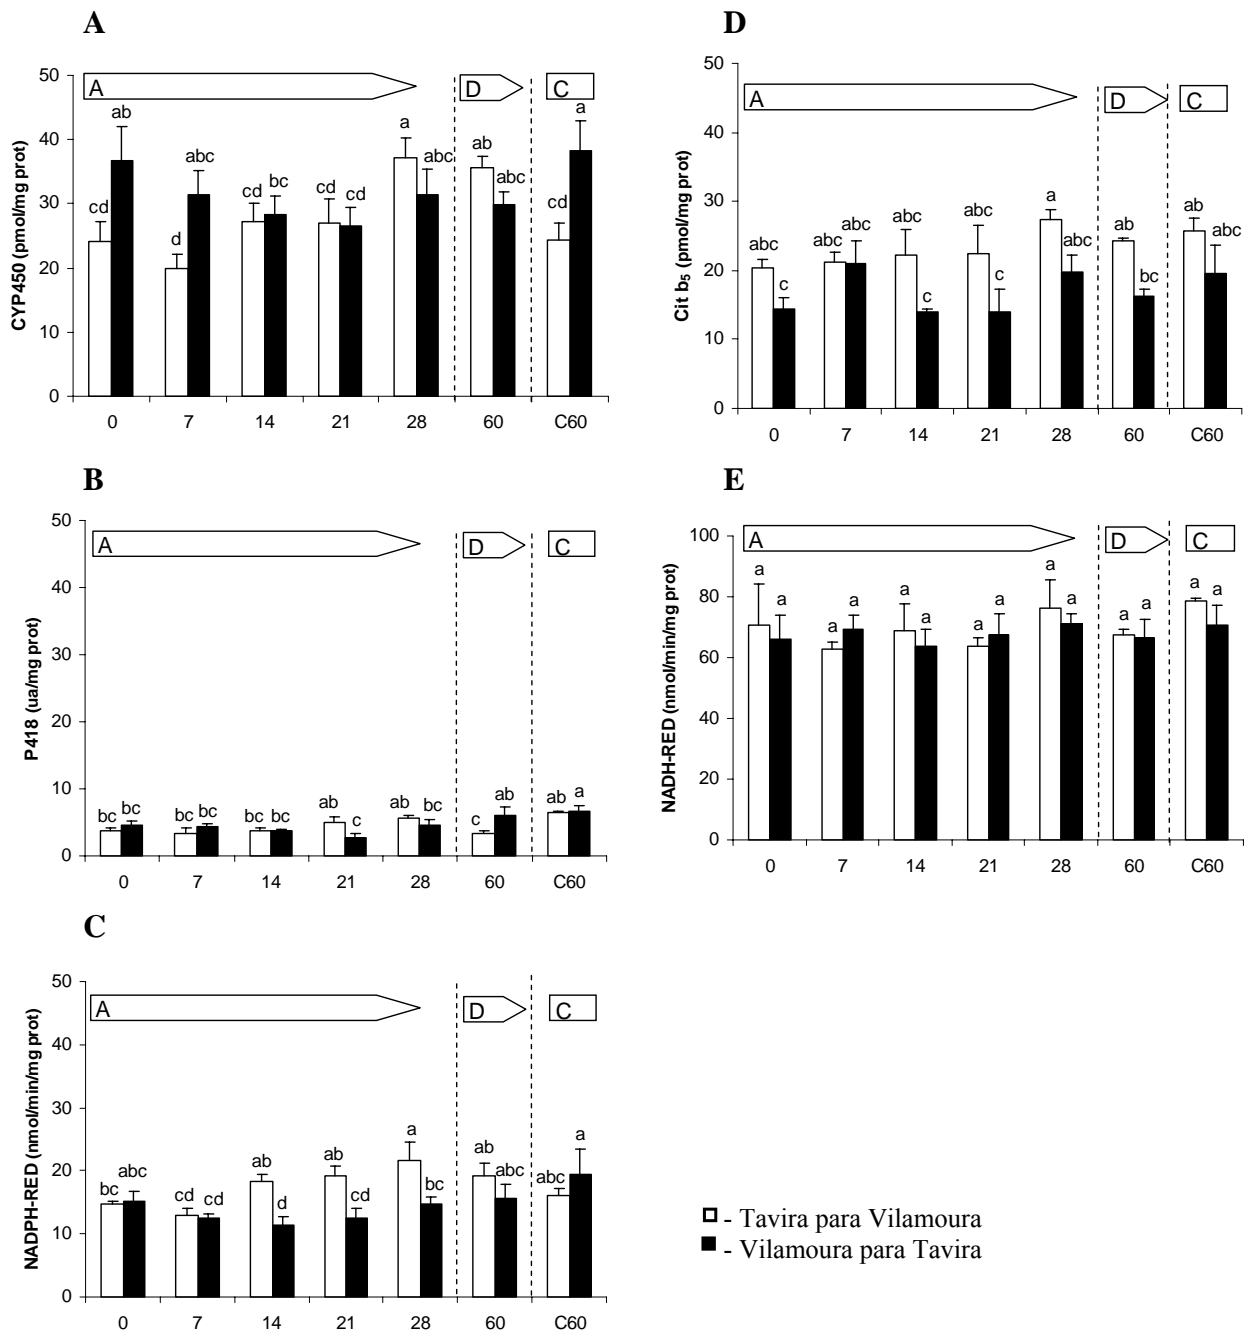 A
CYP450 (pmol/mg prot)
50
40
30
20
10
0
A
D
C
cd
ab
d
abc
cd
bc
cd
cd
a
abc
ab
abc
cd
a
0 7 14 21 28 60 C60
B
P418 (ua/mg prot)
50
40
30
20
10
0
A
D
C
bc
bc
bc
bc
bc
bc
ab
c
ab
bc
c
ab
ab
a
0 7 14 21 28 60 C60
C
NADPH-RED (nmol/min/mg prot)
50
40
30
20
10
0
A
D
C
bc
abc
cd
cd
ab
d
ab
cd
a
bc
ab
abc
abc
a
0 7 14 21 28 60 C60
D
Cit b₅ (pmol/mg prot)
50
40
30
20
10
0
A
D
C
abc
c
abc
abc
abc
c
abc
c
a
abc
ab
bc
ab
abc
0 7 14 21 28 60 C60
E
NADH-RED (nmol/min/mg prot)
100
80
60
40
20
0
A
D
C
a
a
a
a
a
a
a
a
a
a
a
a
a
a
0 7 14 21 28 60 C60
- Tavira para Vilamoura
- Vilamoura para Tavira